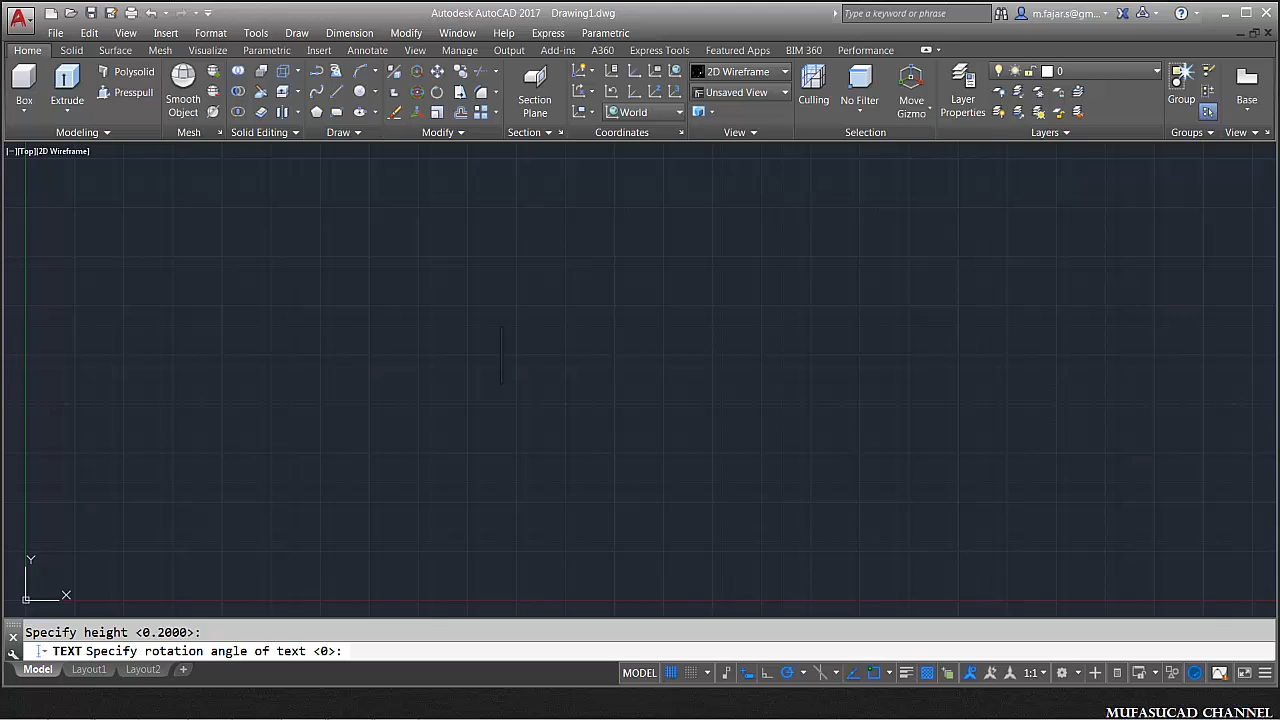 Autodesk AutoCAD 2017 Drawing1.dwg
Type a keyword or phrase
m.fajar.s@gm...
File Edit View Insert Format Tools Draw Dimension Modify Window Help Express Parametric
Home Solid Surface Mesh Visualize Parametric Insert Annotate View Manage Output Add-ins A360 Express Tools Featured Apps BIM 360 Performance
Polysolid
Presspull
Box
Extrude
Smooth
Object
Section
Plane
World
2D Wireframe
Unsaved View
Culling
No Filter
Move
Gizmo
Layer
Properties
0
Group
Base
Modeling Mesh Solid Editing Draw Modify Section Coordinates View Selection Layers Groups View
[−][Top][2D Wireframe]
Y
X
Specify height <0.2000>:
TEXT Specify rotation angle of text <0>:
Model Layout1 Layout2 +
MODEL
1:1
MUFASUCAD CHANNEL